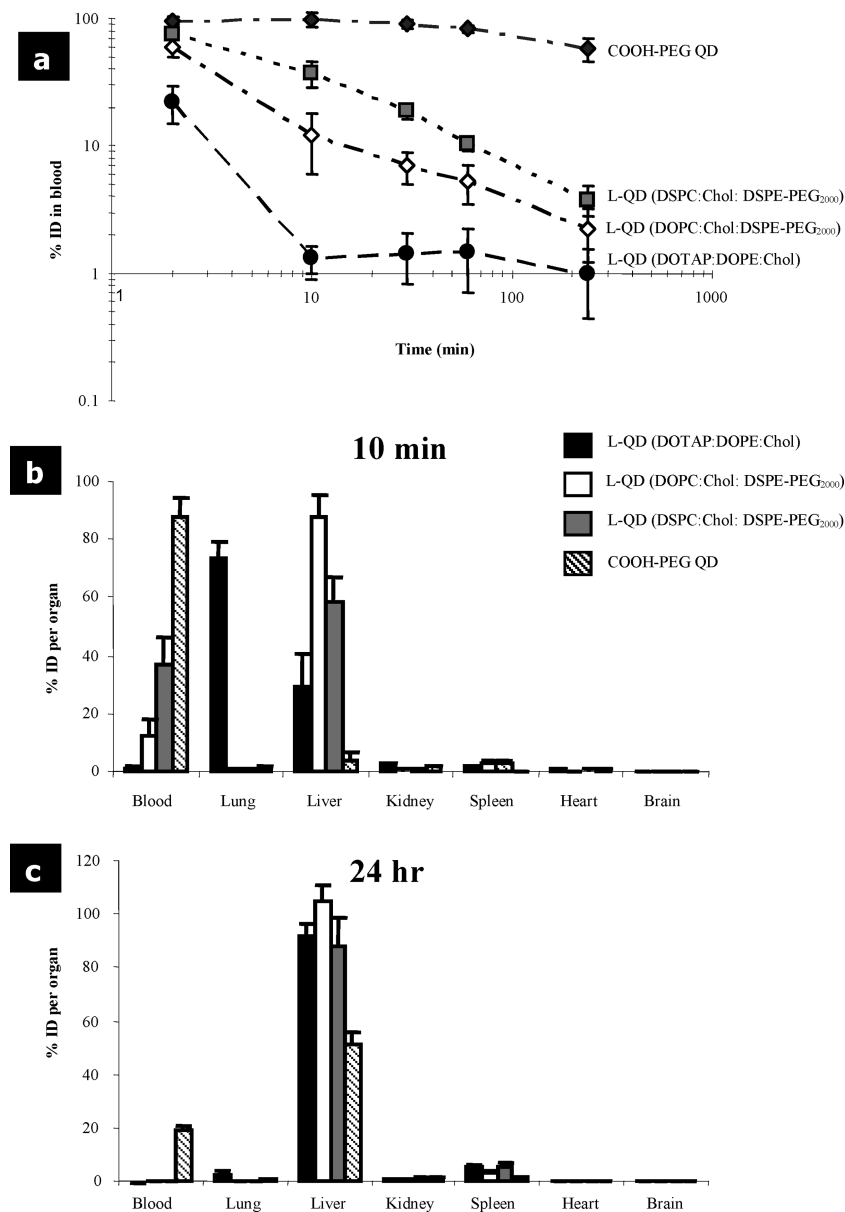 a
100
10
1
0.1
1
10
100
1000
% ID in blood
Time (min)
COOH-PEG QD
L-QD (DSPC:Chol: DSPE-PEG2000)
L-QD (DOPC:Chol:DSPE-PEG2000)
L-QD (DOTAP:DOPE:Chol)
b
10 min
L-QD (DOTAP:DOPE:Chol)
L-QD (DOPC:Chol: DSPE-PEG2000)
L-QD (DSPC:Chol: DSPE-PEG2000)
COOH-PEG QD
100
80
60
40
20
0
% ID per organ
Blood Lung Liver Kidney Spleen Heart Brain
c
24 hr
120
100
80
60
40
20
0
% ID per organ
Blood Lung Liver Kidney Spleen Heart Brain